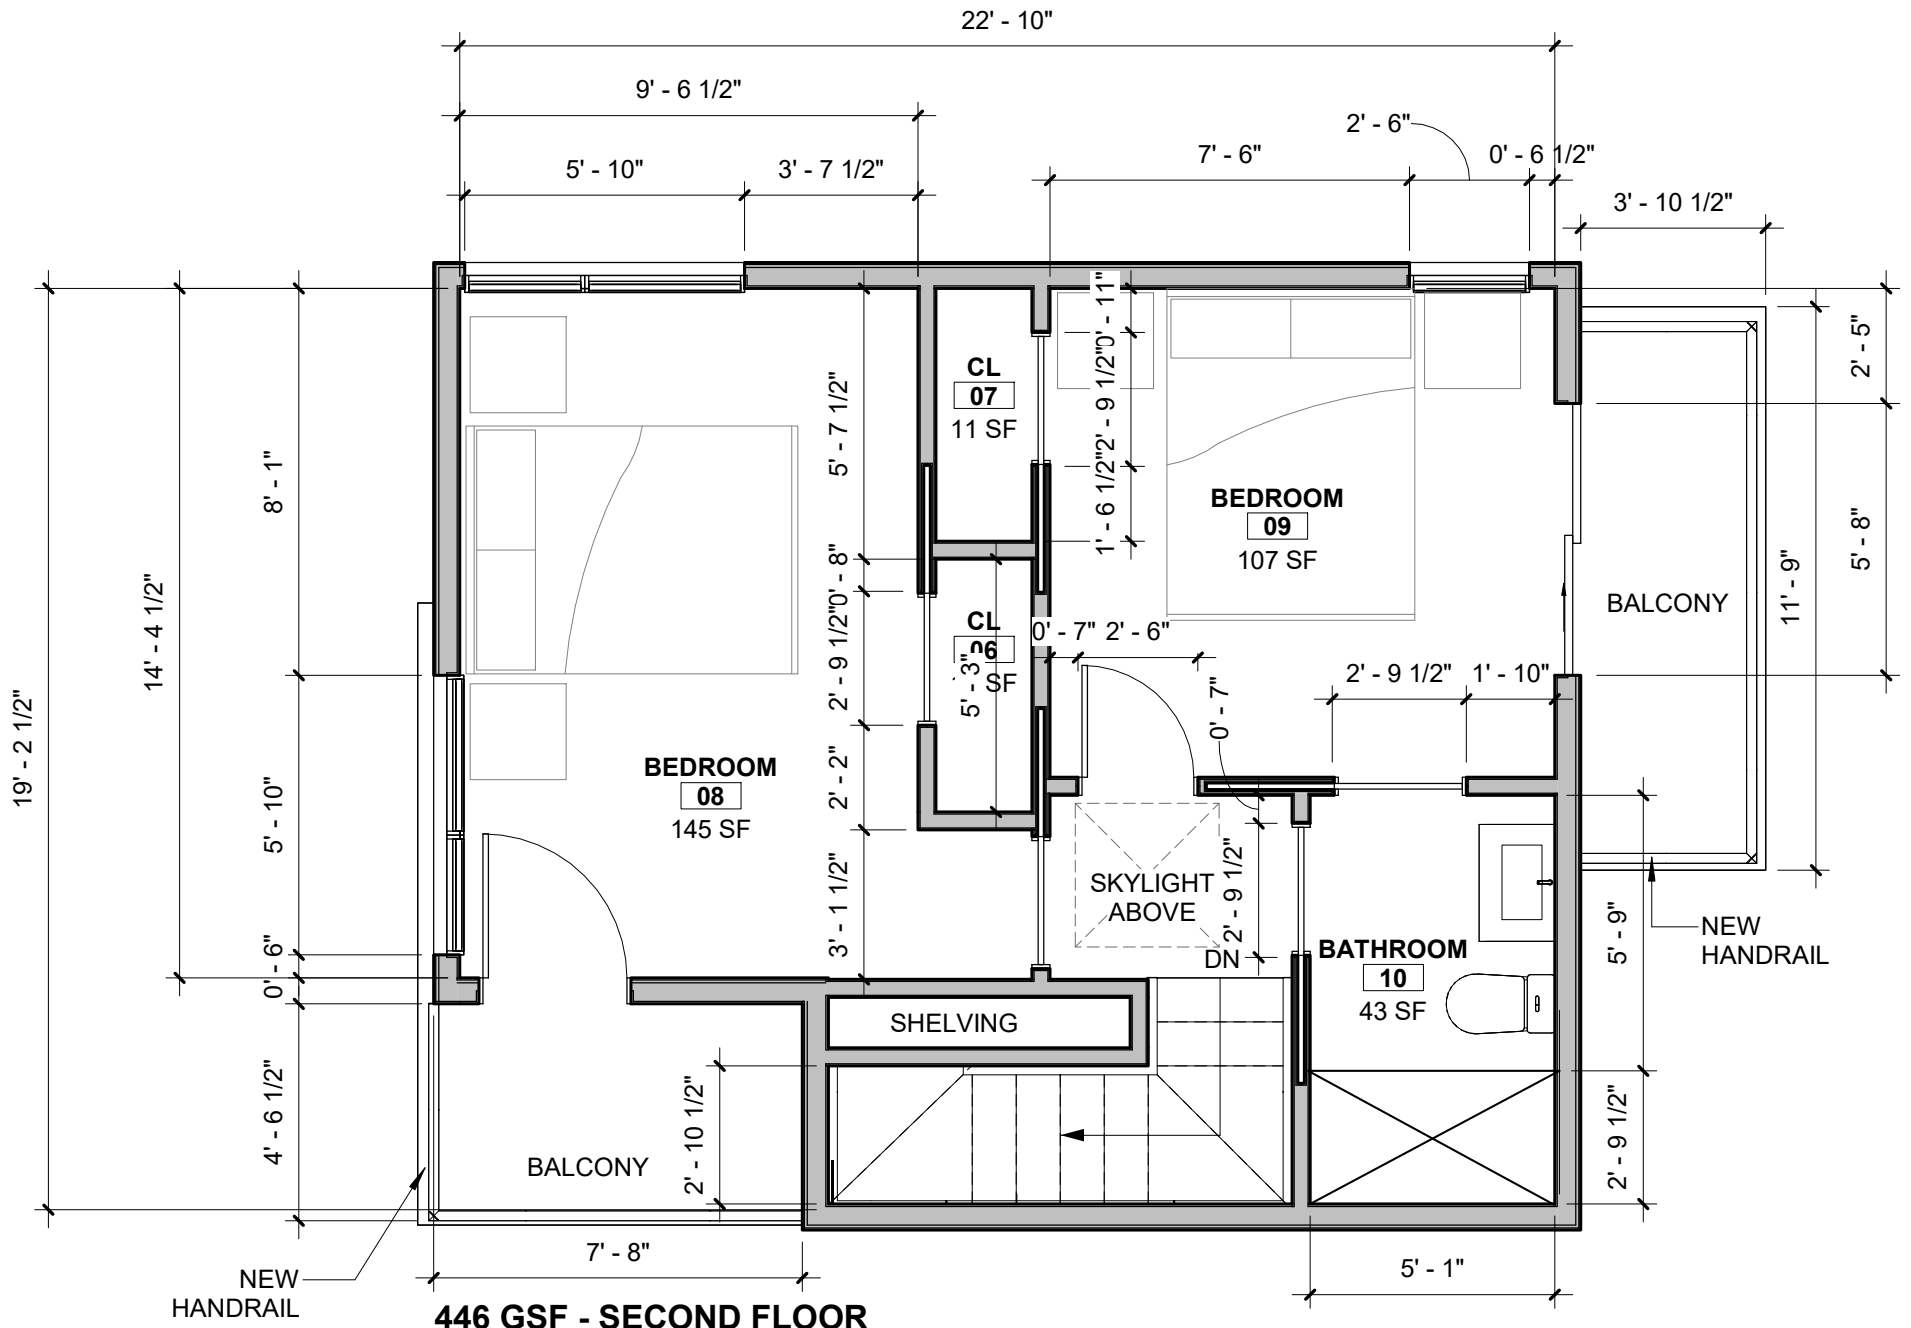 22' - 10"
9' - 6 1/2"
2' - 6"
5' - 10"
3' - 7 1/2"
7' - 6"
0' - 6 1/2"
3' - 10 1/2"
19' - 2 1/2"
14' - 4 1/2"
8' - 1"
5' - 10"
0' - 6"
4' - 6 1/2"
5' - 7 1/2"
0' - 8"
2' - 9 1/2"
2' - 2"
3' - 1 1/2"
CL
07
11 SF
0' - 11"
2' - 9 1/2"
1' - 6 1/2"
BEDROOM
09
107 SF
2' - 5"
5' - 8"
11' - 9"
BALCONY
CL
06
SF
5' - 3"
0' - 7"
2' - 6"
2' - 9 1/2"
1' - 10"
0' - 7"
BEDROOM
08
145 SF
SKYLIGHT
ABOVE
2' - 9 1/2"
DN
BATHROOM
10
43 SF
5' - 9"
NEW
HANDRAIL
SHELVING
2' - 10 1/2"
BALCONY
2' - 9 1/2"
7' - 8"
5' - 1"
NEW
HANDRAIL
446 GSF - SECOND FLOOR